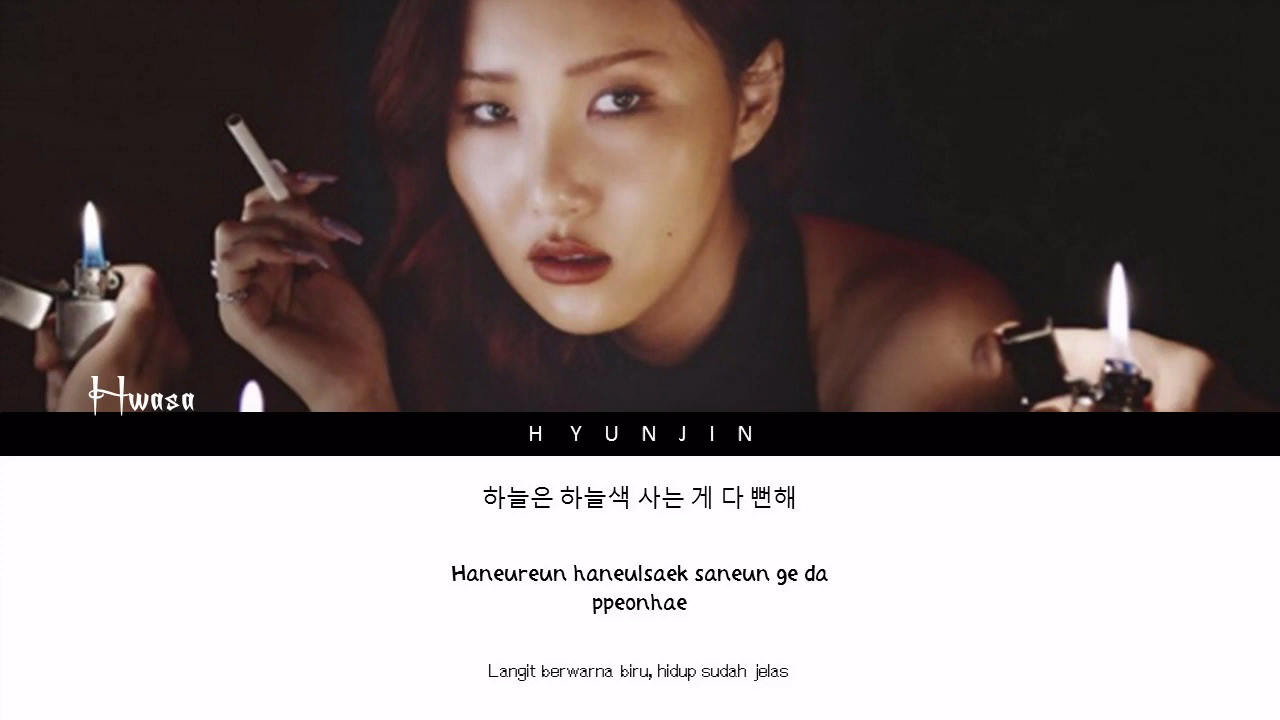 Hwasa
HYUNJIN
하늘은 하늘색 사는 게 다 뻔해
Haneureun haneulsaek saneun ge da
ppeonhae
Langit berwarna biru, hidup sudah jelas